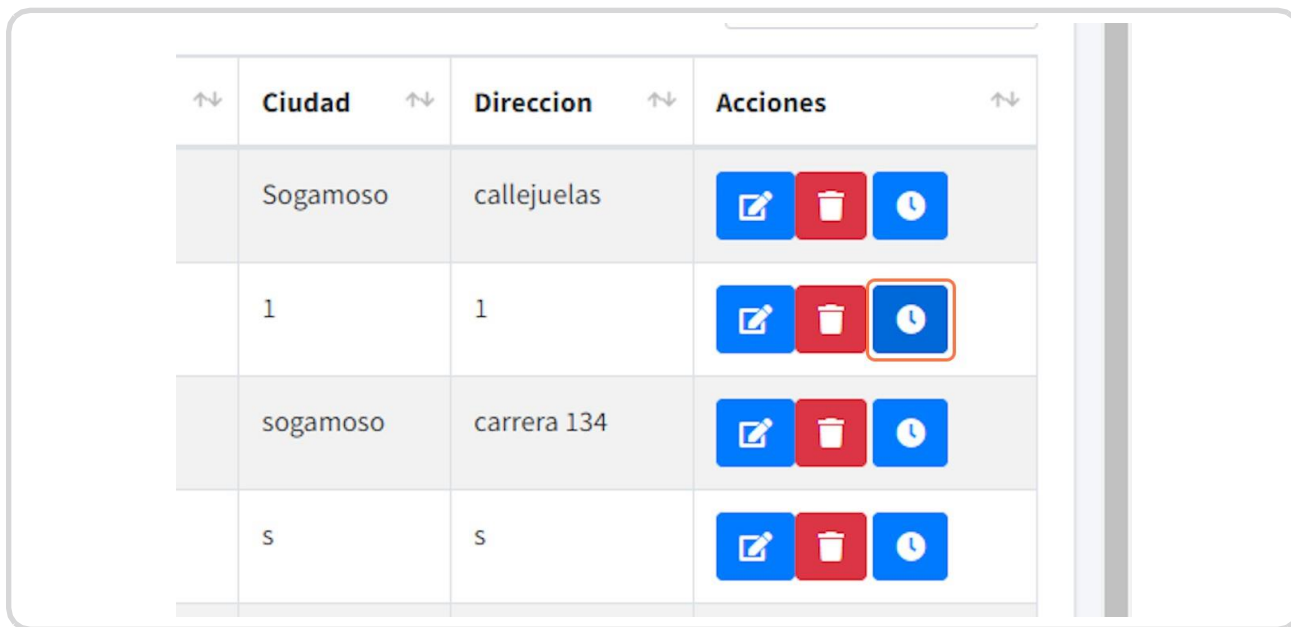 Ciudad Direccion Acciones
Sogamoso callejuelas
1 1
sogamoso carrera 134
s s